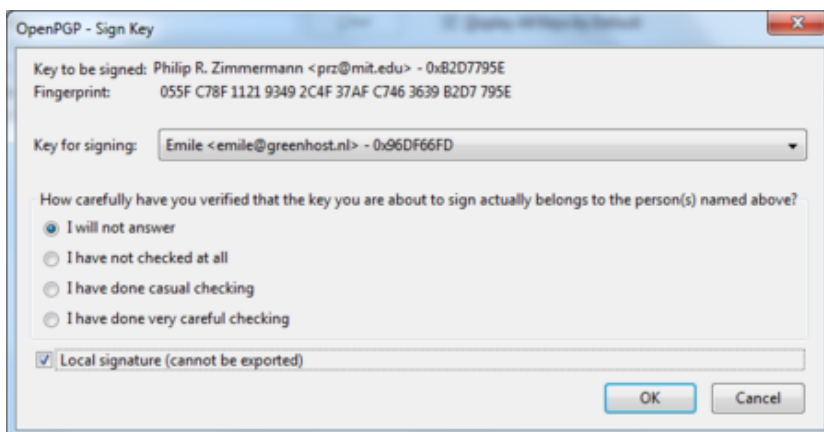 OpenPGP - Sign Key
Key to be signed: Philip R. Zimmermann <prz@mit.edu> - 0xB2D7795E
Fingerprint: 055F C78F 1121 9349 2C4F 37AF C746 3639 B2D7 795E
Key for signing: Emile <emile@greenhost.nl> - 0x96DF66FD
How carefully have you verified that the key you are about to sign actually belongs to the person(s) named above?
I will not answer
I have not checked at all
I have done casual checking
I have done very careful checking
Local signature (cannot be exported)
OK Cancel